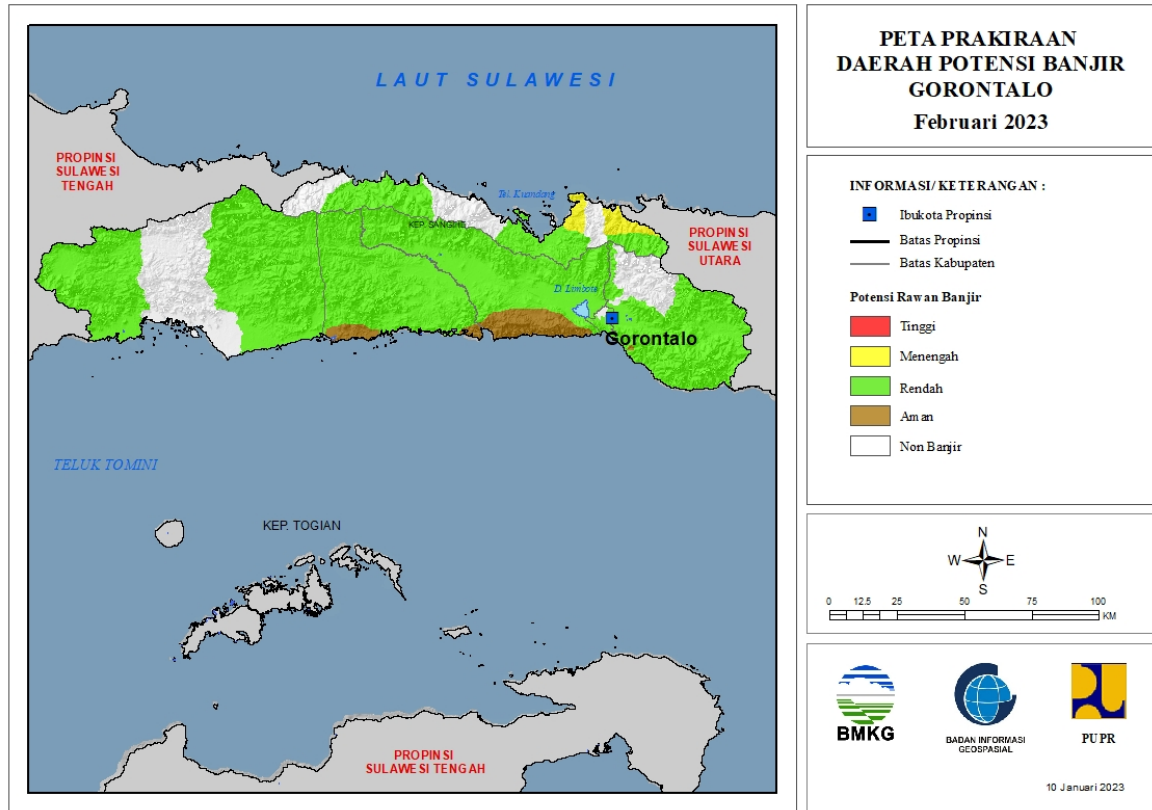 LAUT SULAWESI
PROPINSI
SULAWESI
TENGAH
Tel. Kuandang
KEP. SANGIHE
PROPINSI
SULAWESI
UTARA
D. Limboto
Gorontalo
TELUK TOMINI
KEP. TOGIAN
PROPINSI
SULAWESI TENGAH
PETA PRAKIRAAN
DAERAH POTENSI BANJIR
GORONTALO
Februari 2023
INFORMASI/ KETERANGAN :
Ibukota Propinsi
Batas Propinsi
Batas Kabupaten
Potensi Rawan Banjir
Tinggi
Menengah
Rendah
Aman
Non Banjir
N
W E
S
0 12.5 25 50 75 100
KM
BMKG
BADAN INFORMASI
GEOSPASIAL
PUPR
10 Januari 2023